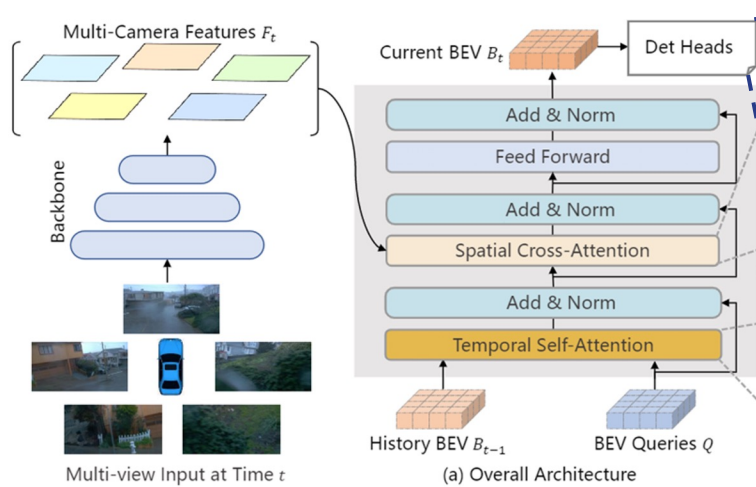 Multi-Camera Features F_t
Backbone
Multi-view Input at Time t
Current BEV B_t
Det Heads
Add & Norm
Feed Forward
Add & Norm
Spatial Cross-Attention
Add & Norm
Temporal Self-Attention
History BEV B_{t−1}
BEV Queries Q
(a) Overall Architecture